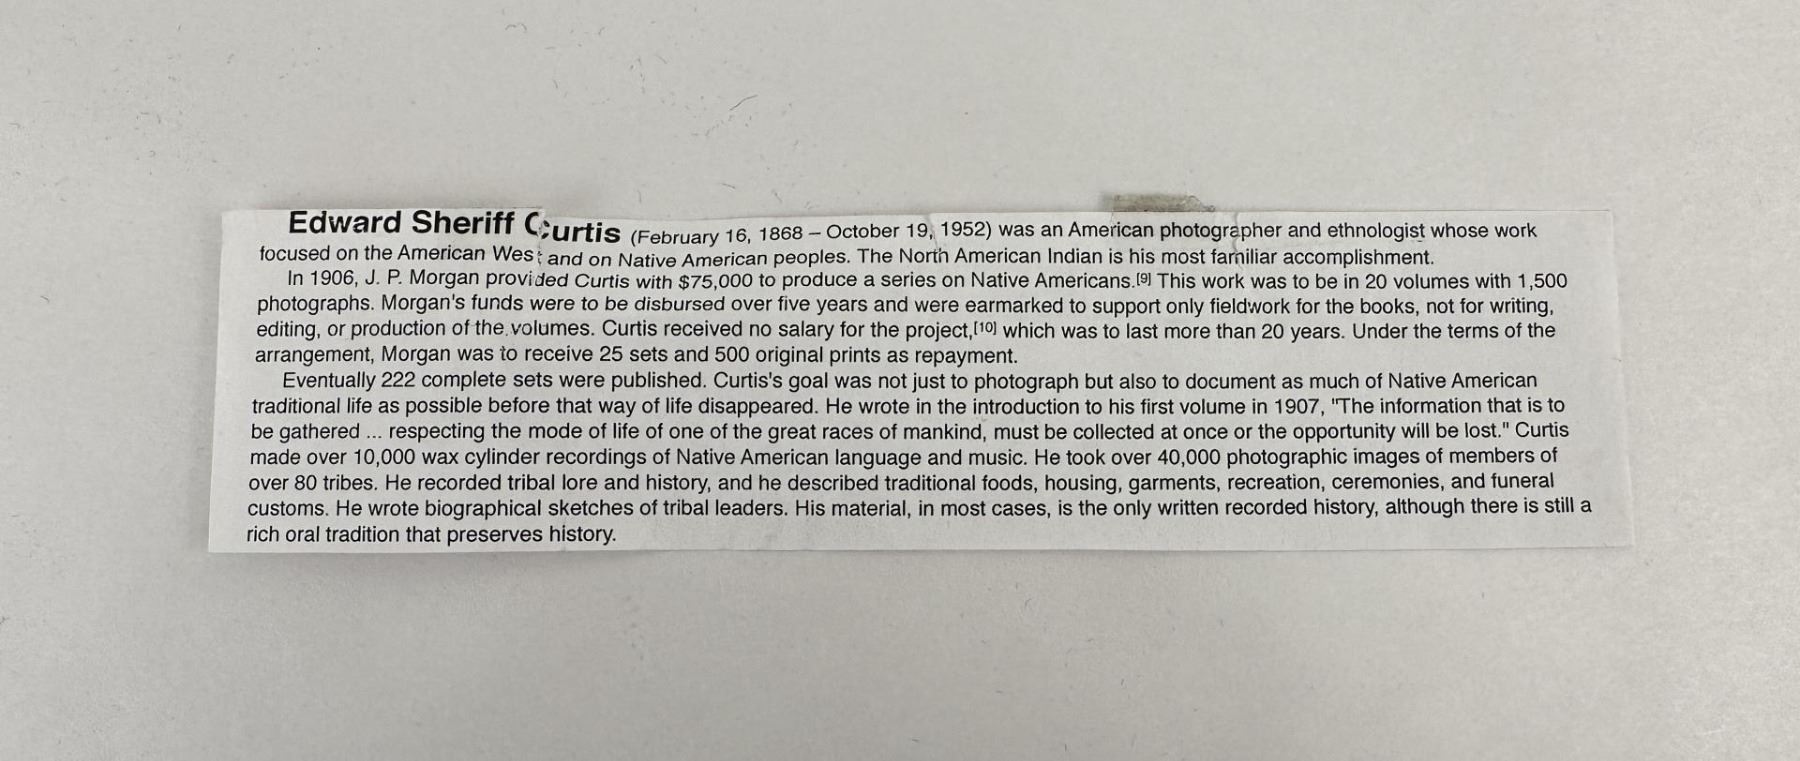 Edward Sheriff Curtis (February 16, 1868 – October 19, 1952) was an American photographer and ethnologist whose work
focused on the American West and on Native American peoples. The North American Indian is his most familiar accomplishment.
In 1906, J. P. Morgan provided Curtis with $75,000 to produce a series on Native Americans.[9] This work was to be in 20 volumes with 1,500
photographs. Morgan's funds were to be disbursed over five years and were earmarked to support only fieldwork for the books, not for writing,
editing, or production of the volumes. Curtis received no salary for the project,[10] which was to last more than 20 years. Under the terms of the
arrangement, Morgan was to receive 25 sets and 500 original prints as repayment.
Eventually 222 complete sets were published. Curtis's goal was not just to photograph but also to document as much of Native American
traditional life as possible before that way of life disappeared. He wrote in the introduction to his first volume in 1907, "The information that is to
be gathered ... respecting the mode of life of one of the great races of mankind, must be collected at once or the opportunity will be lost." Curtis
made over 10,000 wax cylinder recordings of Native American language and music. He took over 40,000 photographic images of members of
over 80 tribes. He recorded tribal lore and history, and he described traditional foods, housing, garments, recreation, ceremonies, and funeral
customs. He wrote biographical sketches of tribal leaders. His material, in most cases, is the only written recorded history, although there is still a
rich oral tradition that preserves history.